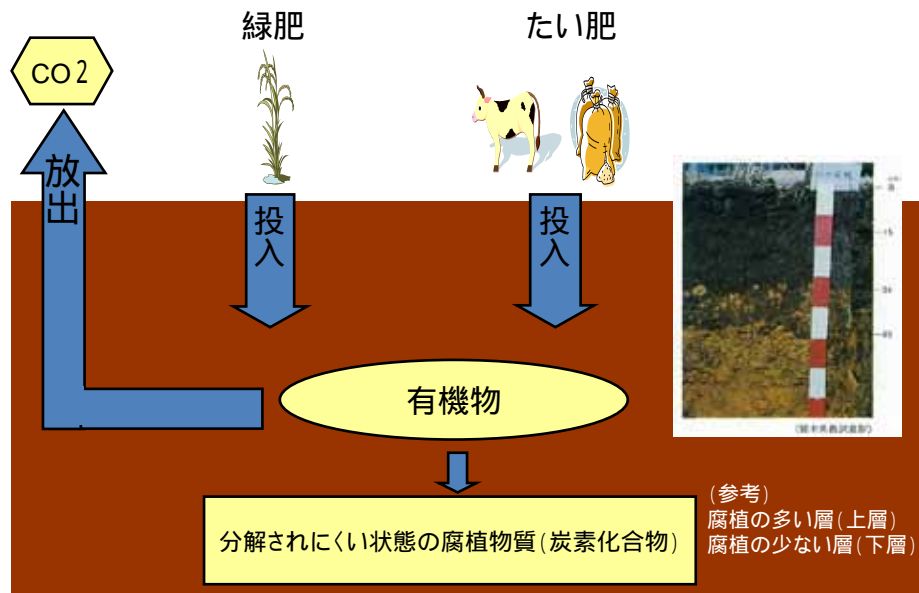 緑肥
たい肥
CO2
放出
投入
投入
有機物
分解されにくい状態の腐植物質(炭素化合物)
(参考)
腐植の多い層(上層)
腐植の少ない層(下層)